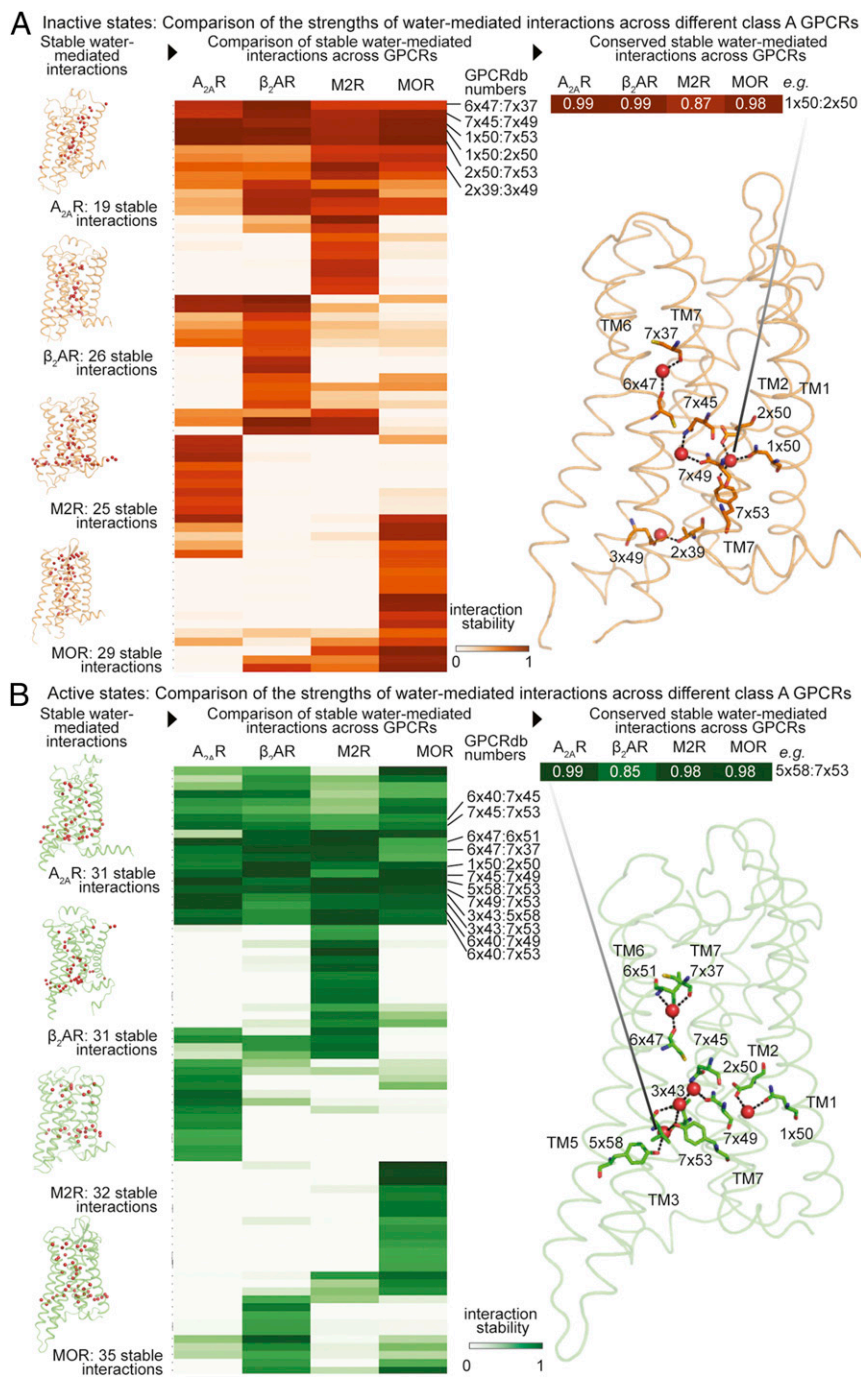 A Inactive states: Comparison of the strengths of water-mediated interactions across different class A GPCRs
Stable water-
mediated
interactions
Comparison of stable water-mediated
interactions across GPCRs
Conserved stable water-mediated
interactions across GPCRs
A2AR β2AR M2R MOR
GPCRdb
numbers
A2AR β2AR M2R MOR e.g.
0.99 0.99 0.87 0.98 1x50:2x50
6x47:7x37
7x45:7x49
1x50:7x53
1x50:2x50
2x50:7x53
2x39:3x49
A2AR: 19 stable
interactions
β2AR: 26 stable
interactions
M2R: 25 stable
interactions
MOR: 29 stable
interactions
interaction
stability
0 1
TM6
TM7
7x37
6x47
7x45
TM2
TM1
2x50
1x50
7x49
7x53
3x49
2x39
TM7
B Active states: Comparison of the strengths of water-mediated interactions across different class A GPCRs
Stable water-
mediated
interactions
Comparison of stable water-mediated
interactions across GPCRs
Conserved stable water-mediated
interactions across GPCRs
A2AR β2AR M2R MOR
GPCRdb
numbers
A2AR β2AR M2R MOR e.g.
0.99 0.85 0.98 0.98 5x58:7x53
6x40:7x45
7x45:7x53
6x47:6x51
6x47:7x37
1x50:2x50
7x45:7x49
5x58:7x53
7x49:7x53
3x43:5x58
3x43:7x53
6x40:7x49
6x40:7x53
A2AR: 31 stable
interactions
β2AR: 31 stable
interactions
M2R: 32 stable
interactions
MOR: 35 stable
interactions
interaction
stability
0 1
TM6
TM7
6x51
7x37
6x47
7x45
TM2
2x50
3x43
TM1
TM5
5x58
7x49
1x50
7x53
TM7
TM3